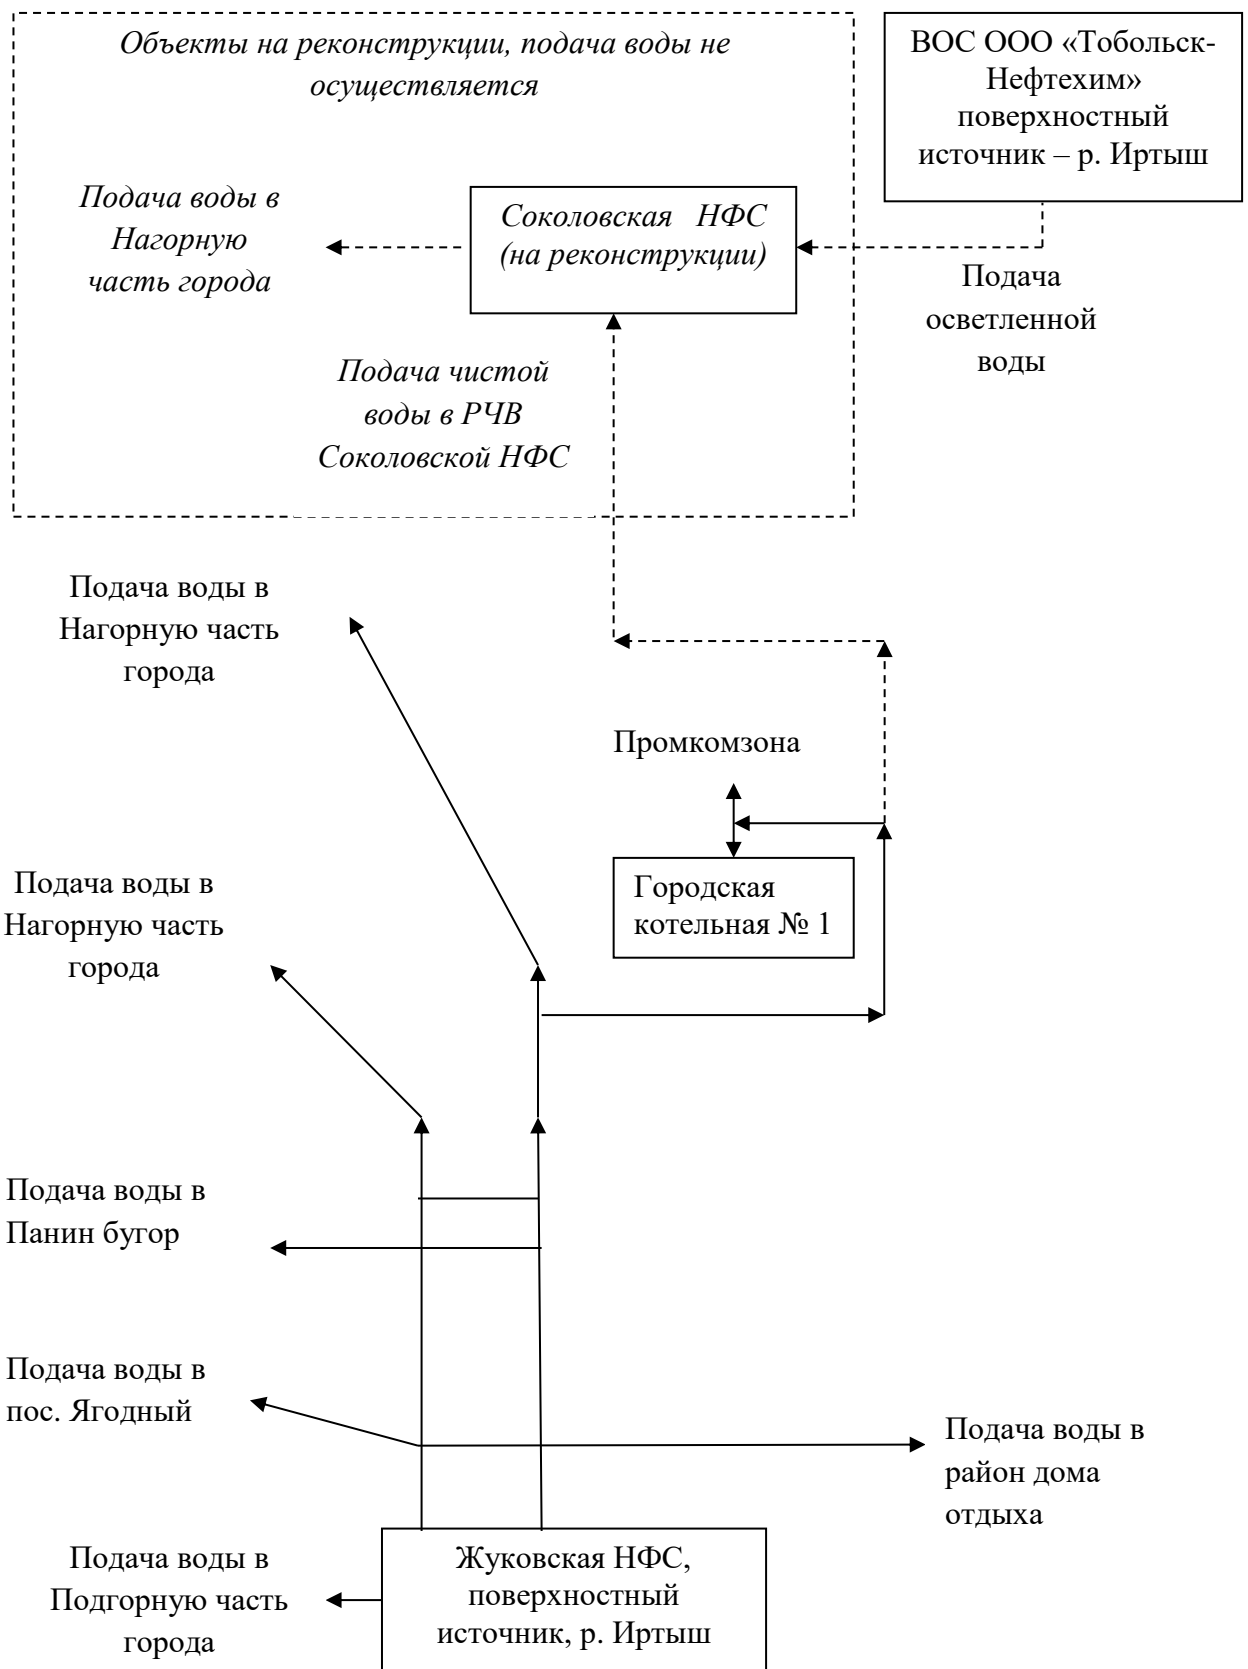 Объекты на реконструкции, подача воды не
осуществляется
ВОС ООО «Тобольск-
Нефтехим»
поверхностный
источник – р. Иртыш
Подача воды в
Нагорную
часть города
Соколовская НФС
(на реконструкции)
Подача
осветленной
воды
Подача чистой
воды в РЧВ
Соколовской НФС
Подача воды в
Нагорную часть
города
Промкомзона
Городская
котельная № 1
Подача воды в
Нагорную часть
города
Подача воды в
Панин бугор
Подача воды в
пос. Ягодный
Подача воды в
район дома
отдыха
Подача воды в
Подгорную часть
города
Жуковская НФС,
поверхностный
источник, р. Иртыш